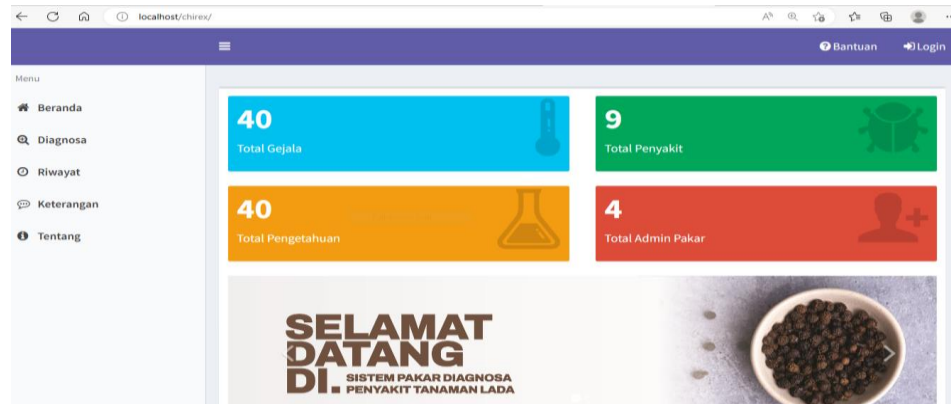 localhost/chirex/
Bantuan
Login
Menu
Beranda
Diagnosa
Riwayat
Keterangan
Tentang
40
Total Gejala
9
Total Penyakit
40
Total Pengetahuan
4
Total Admin Pakar
SELAMAT
DATANG
DI. SISTEM PAKAR DIAGNOSA
PENYAKIT TANAMAN LADA